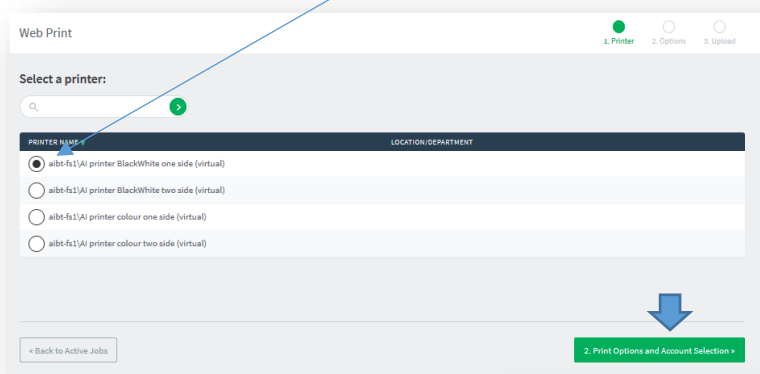 Web Print
1. Printer 2. Options 3. Upload
Select a printer:
PRINTER NAME LOCATION/DEPARTMENT
aibt-fs1\AI printer BlackWhite one side (virtual)
aibt-fs1\AI printer BlackWhite two side (virtual)
aibt-fs1\AI printer colour one side (virtual)
aibt-fs1\AI printer colour two side (virtual)
« Back to Active Jobs 2. Print Options and Account Selection »